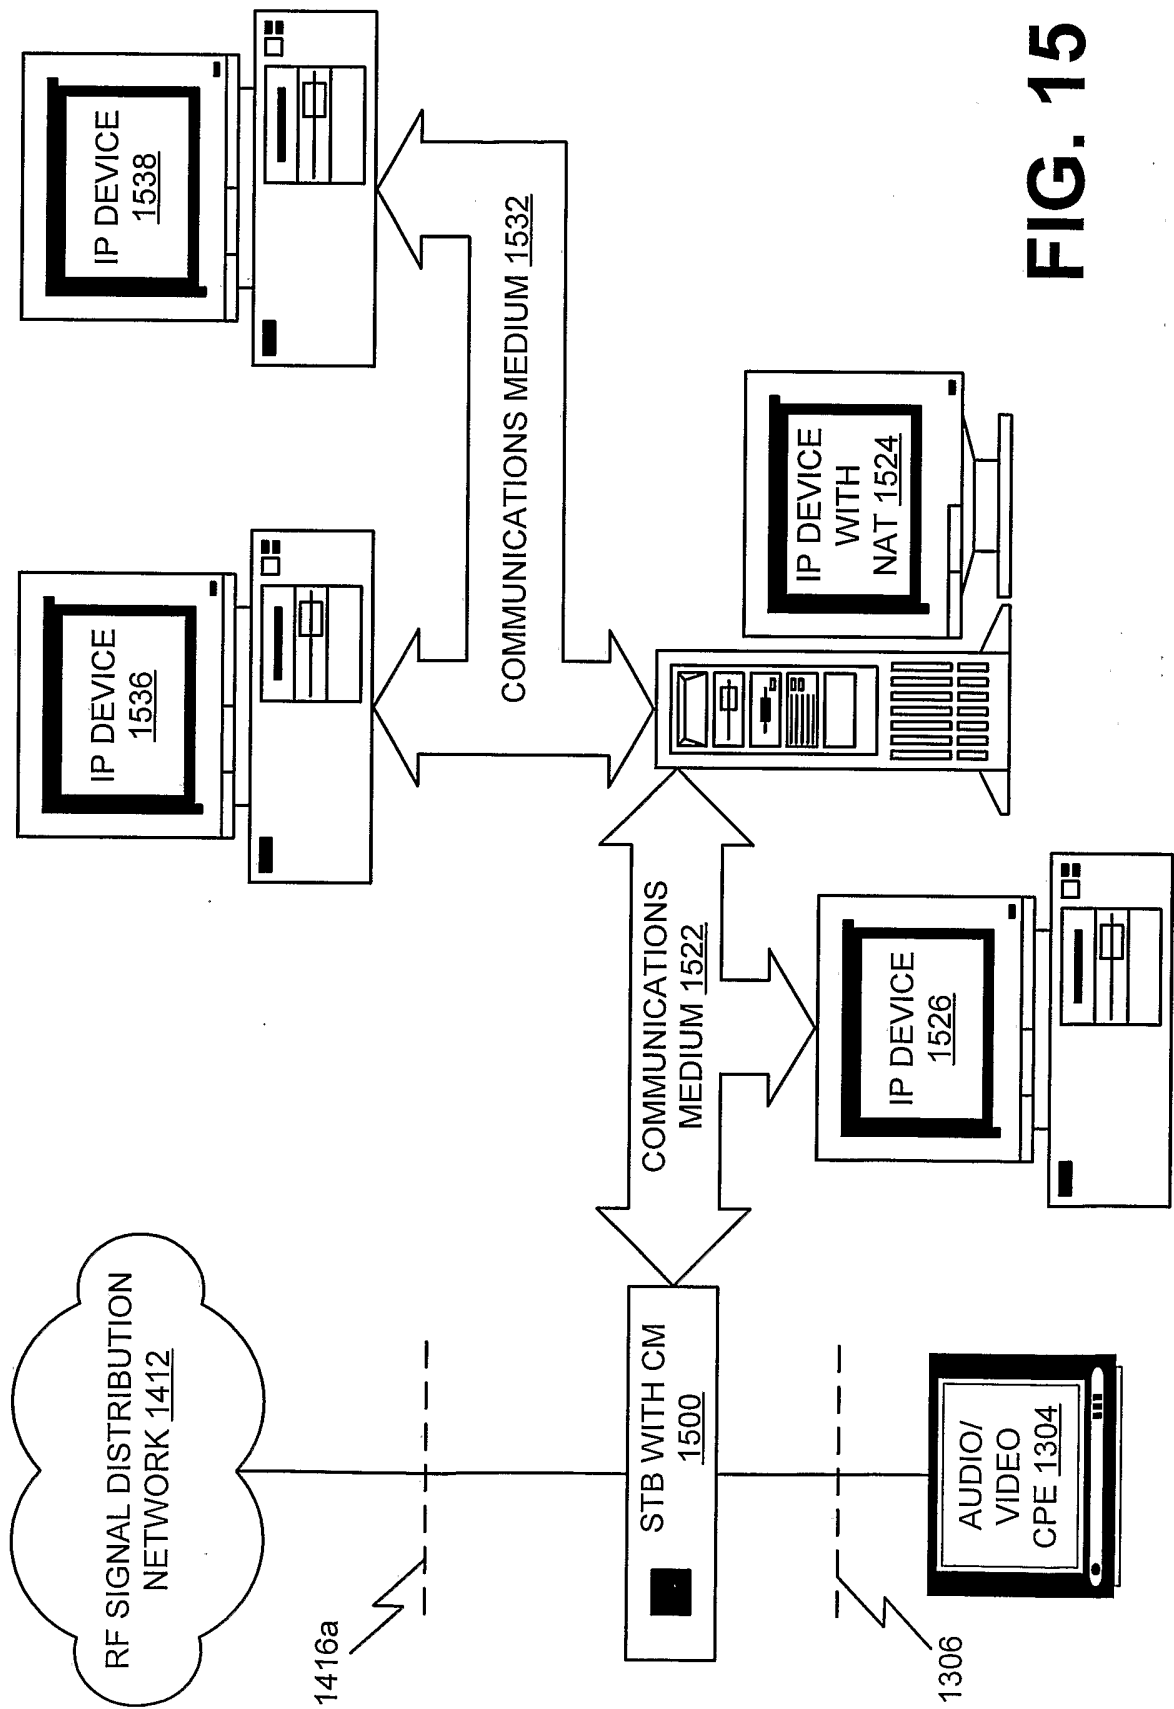 RF SIGNAL DISTRIBUTION
NETWORK 1412
1416a
STB WITH CM
1500
1306
AUDIO/
VIDEO
CPE 1304
COMMUNICATIONS
MEDIUM 1522
IP DEVICE
1526
IP DEVICE
1536
IP DEVICE
1538
COMMUNICATIONS MEDIUM 1532
IP DEVICE
WITH
NAT 1524
FIG. 15